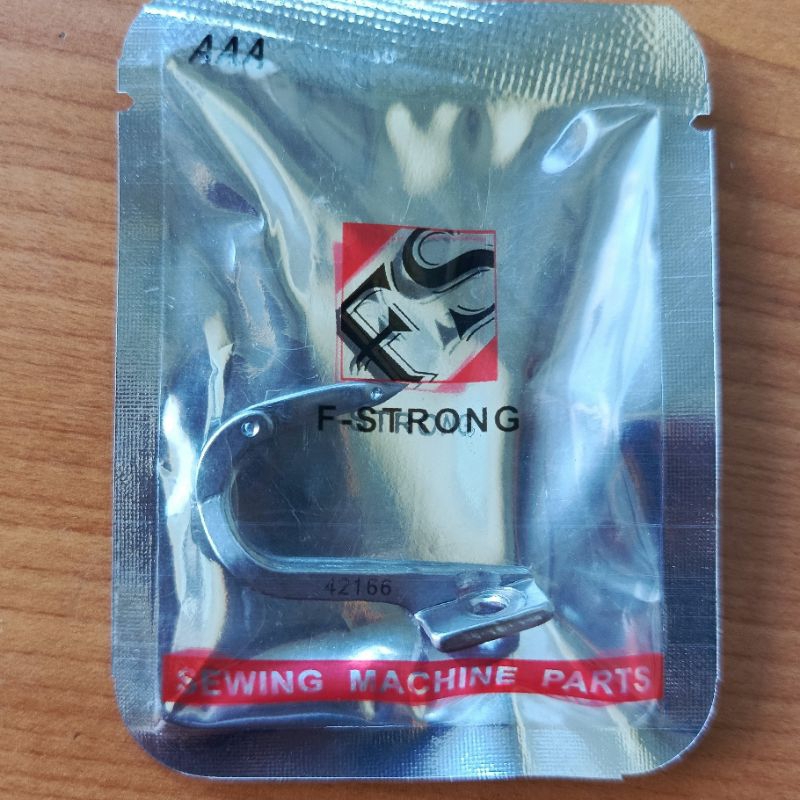 AAA
FS
F-STRONG
42166
SEWING MACHINE PARTS